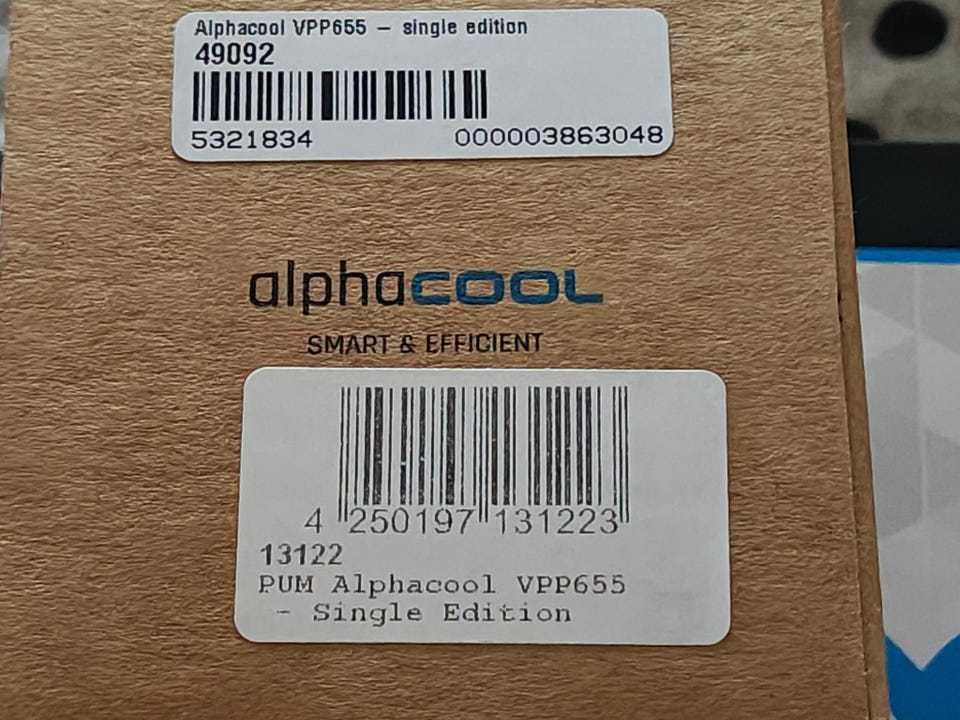 Alphacool VPP655 – single edition
49092
5321834 000003863048
alphacool
SMART & EFFICIENT
4 250197 131223
13122
PUM Alphacool VPP655
- Single Edition